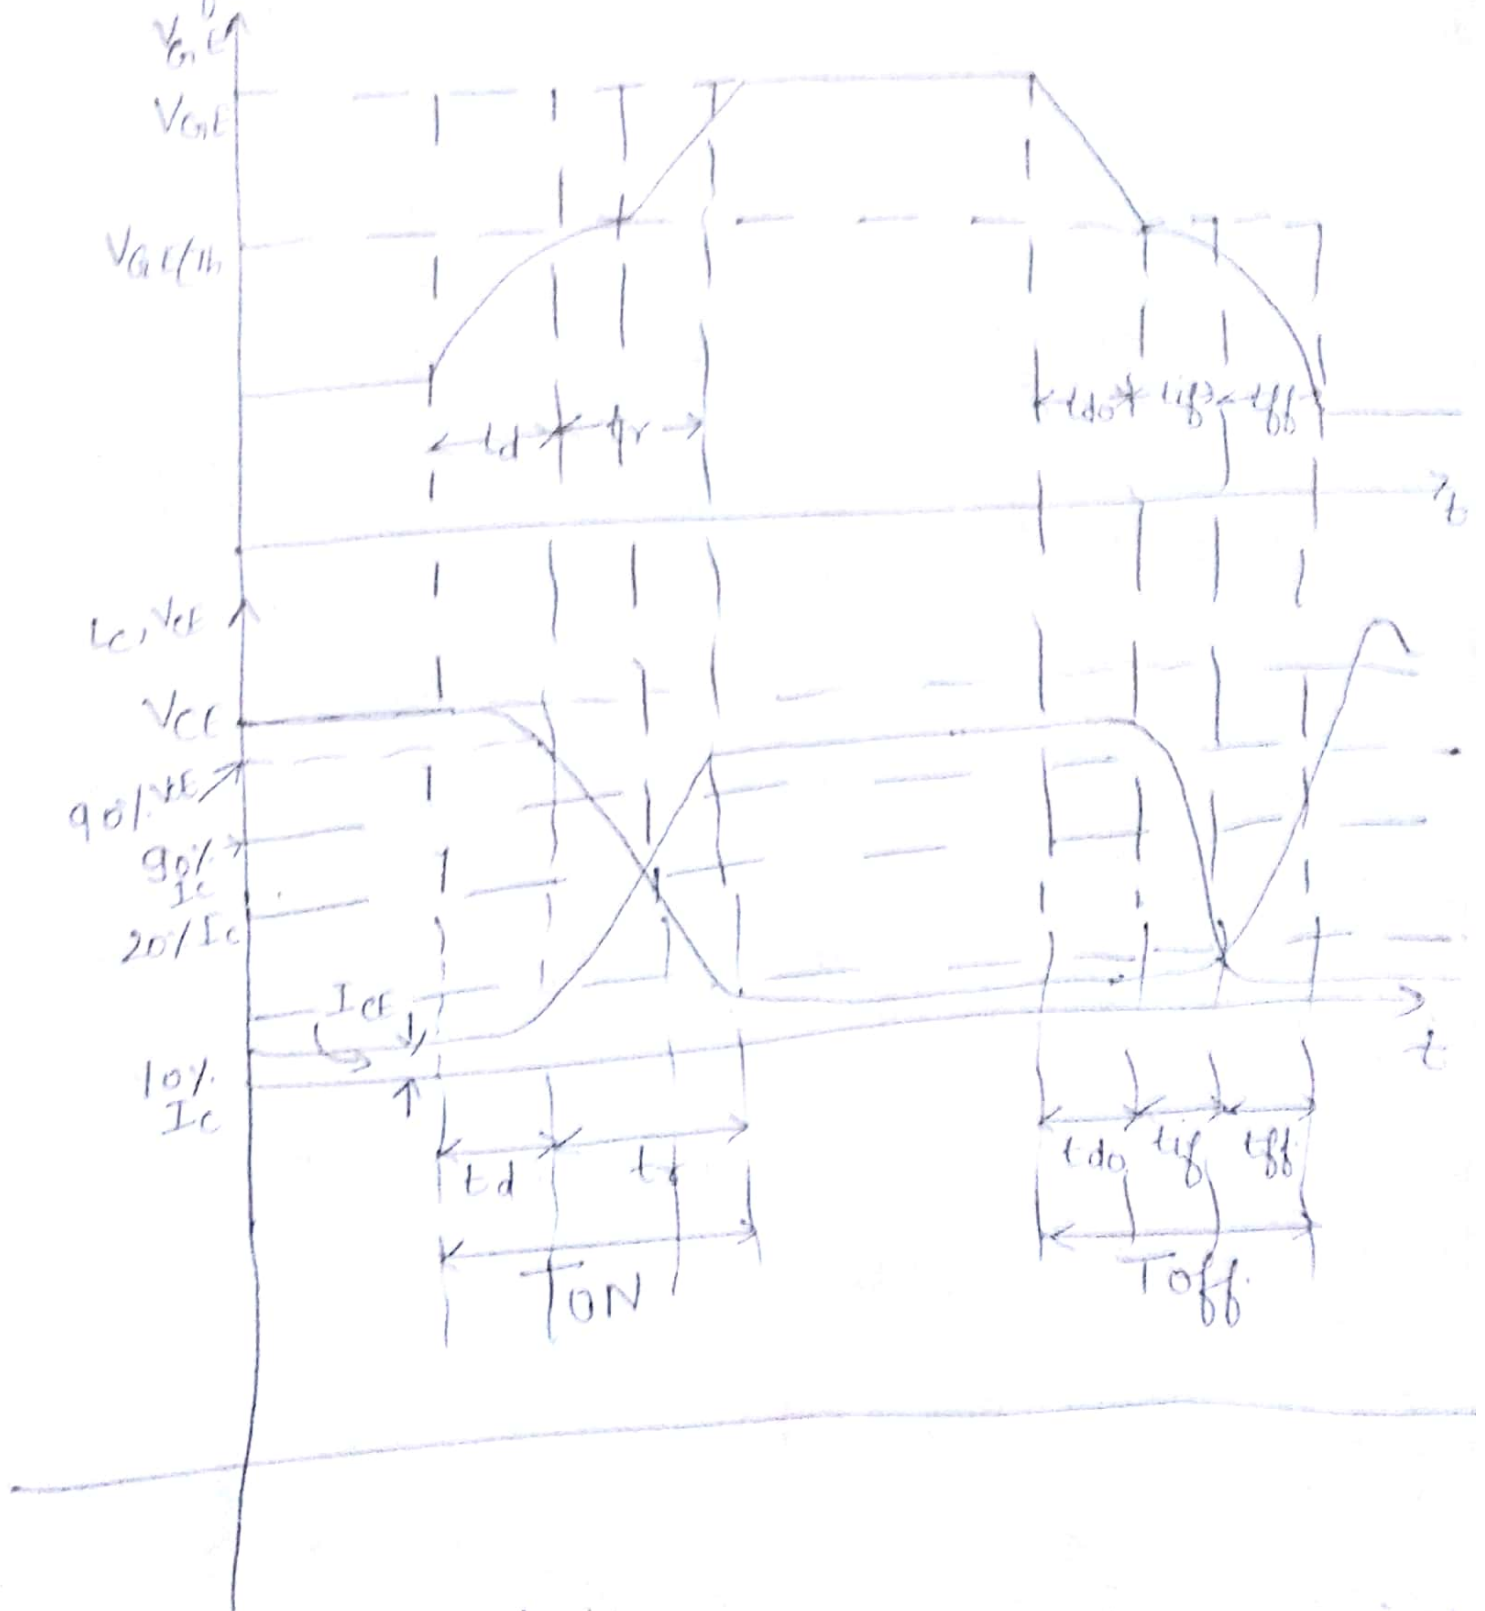 VGE
VGE
VGE(th
td
tr
tdo
tif
tff
t
ic, VCE
VCE
90% VCE
90%
Ic
20% Ic
ICE
10%
Ic
t
td
tr
tdo
tif
tff
TON
Toff